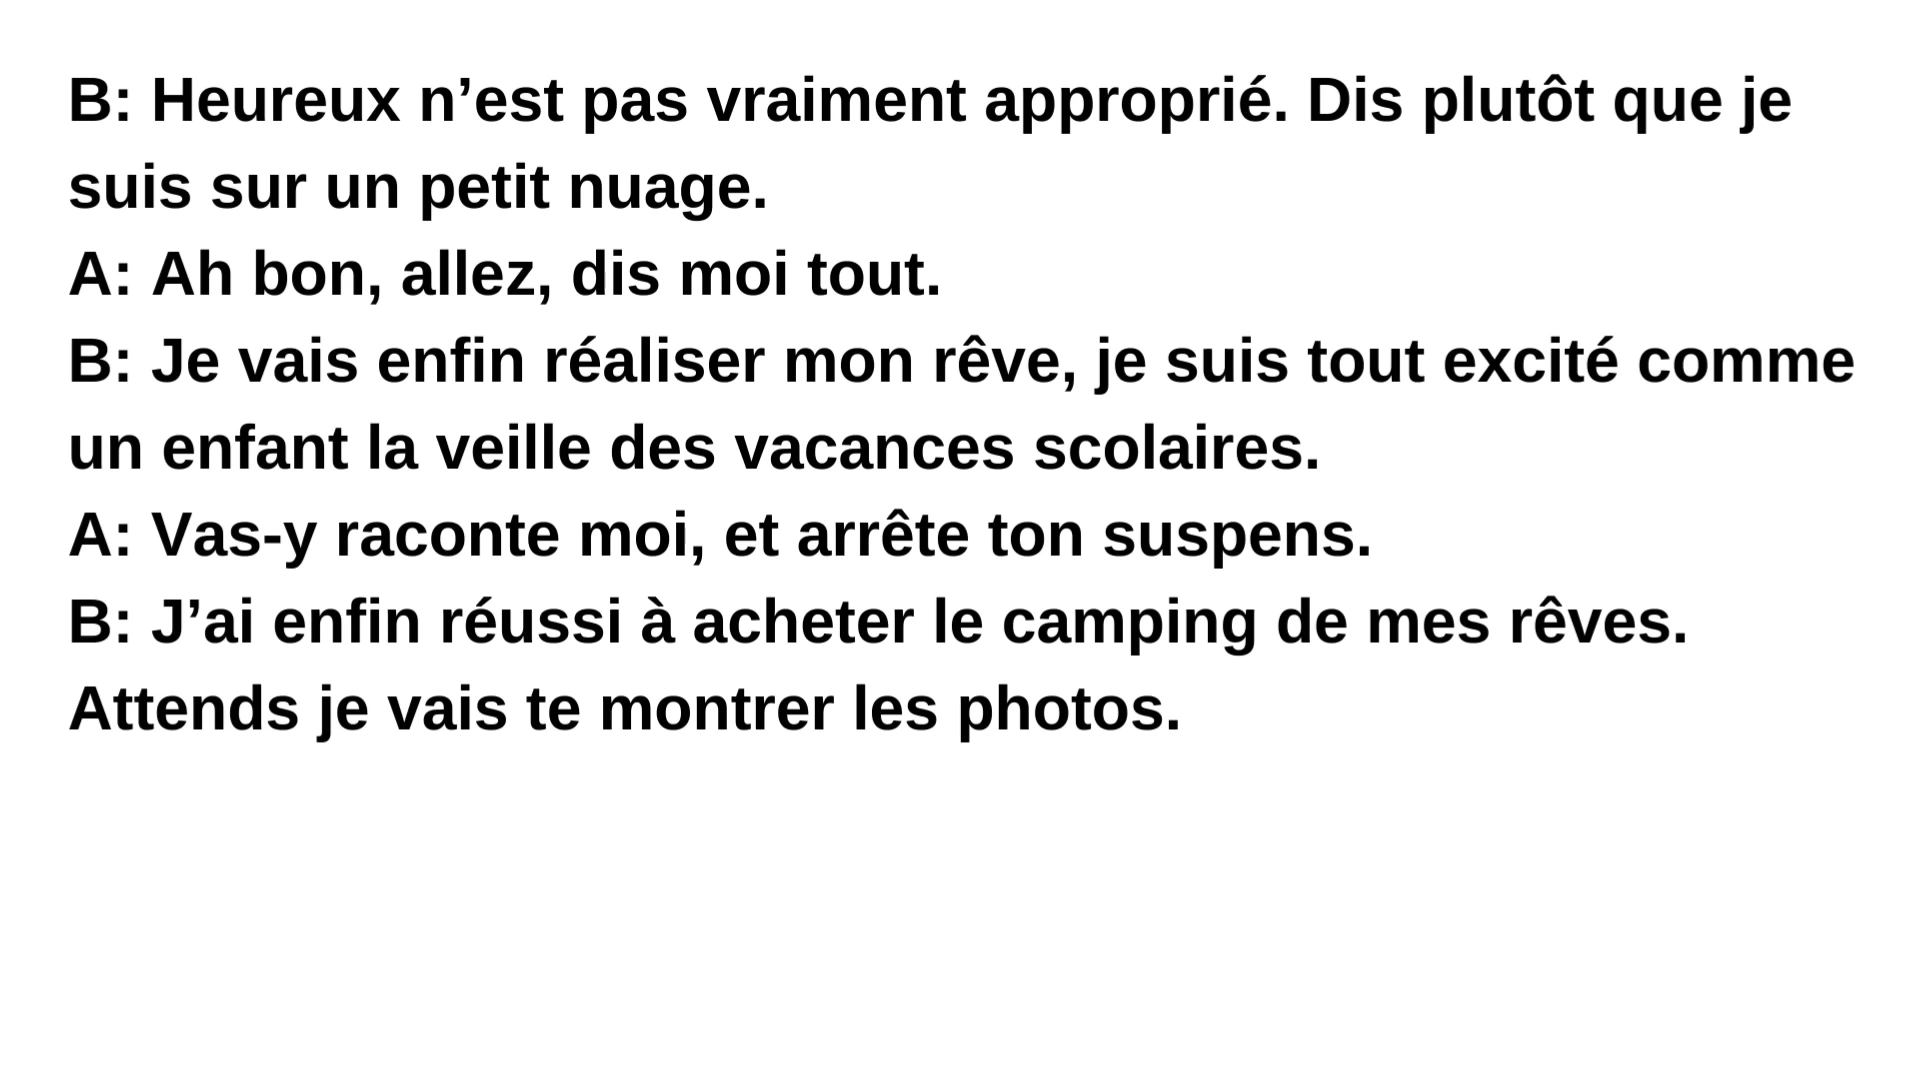 B: Heureux n’est pas vraiment approprié. Dis plutôt que je
suis sur un petit nuage.
A: Ah bon, allez, dis moi tout.
B: Je vais enfin réaliser mon rêve, je suis tout excité comme
un enfant la veille des vacances scolaires.
A: Vas-y raconte moi, et arrête ton suspens.
B: J’ai enfin réussi à acheter le camping de mes rêves.
Attends je vais te montrer les photos.